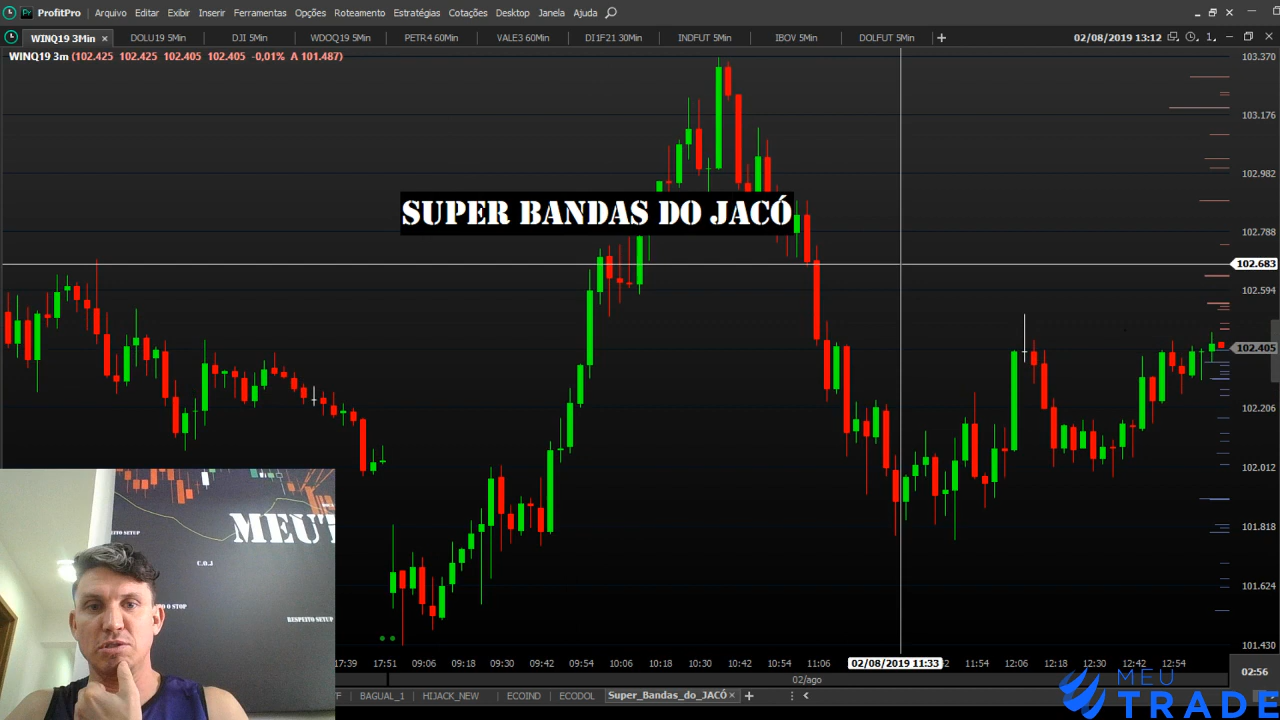 ProfitPro Arquivo Editar Exibir Inserir Ferramentas Opções Roteamento Estratégias Cotações Desktop Janela Ajuda
WINQ19 3Min DOLU19 5Min DJI 5Min WDOQ19 5Min PETR4 60Min VALE3 60Min DI1F21 30Min INDFUT 5Min IBOV 5Min DOLFUT 5Min 02/08/2019 13:12
WINQ19 3m (102.425 102.425 102.405 102.405 -0,01% A 101.487)
103.370
103.176
102.982
SUPER BANDAS DO JACÓ
102.788
102.683
102.594
102.405
102.206
102.012
101.818
101.624
101.430
MEUT
C.O.J
O STOP
RESPEITO SETUP
17:39 17:51 09:06 09:18 09:30 09:42 09:54 10:06 10:18 10:30 10:42 10:54 11:06 02/08/2019 11:33 11:54 12:06 12:18 12:30 12:42 12:54
02:56
02/ago
BAGUAL_1 HIJACK_NEW ECOIND ECODOL Super_Bandas_do_JACÓ
MEU
TRADE